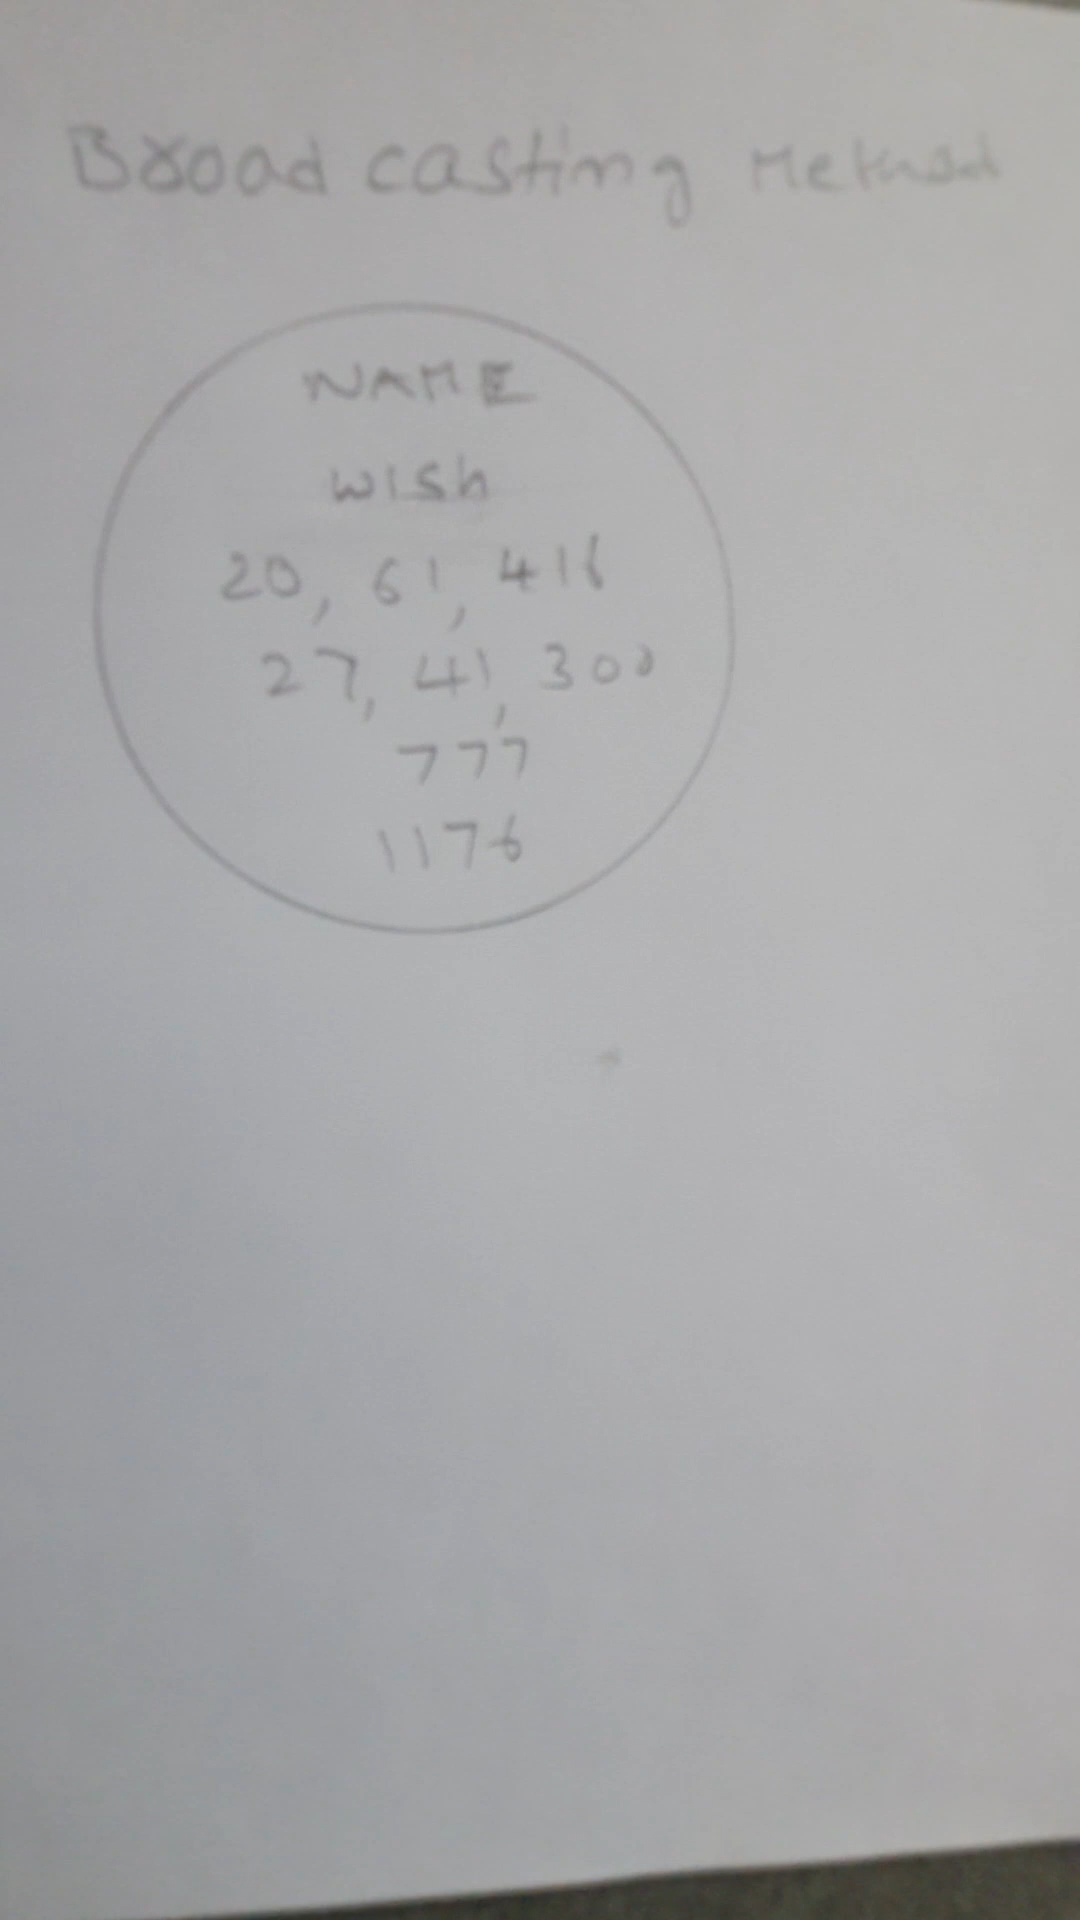 Broad casting Method
NAME
WISh
20, 61, 416
27, 41, 300
777
1176